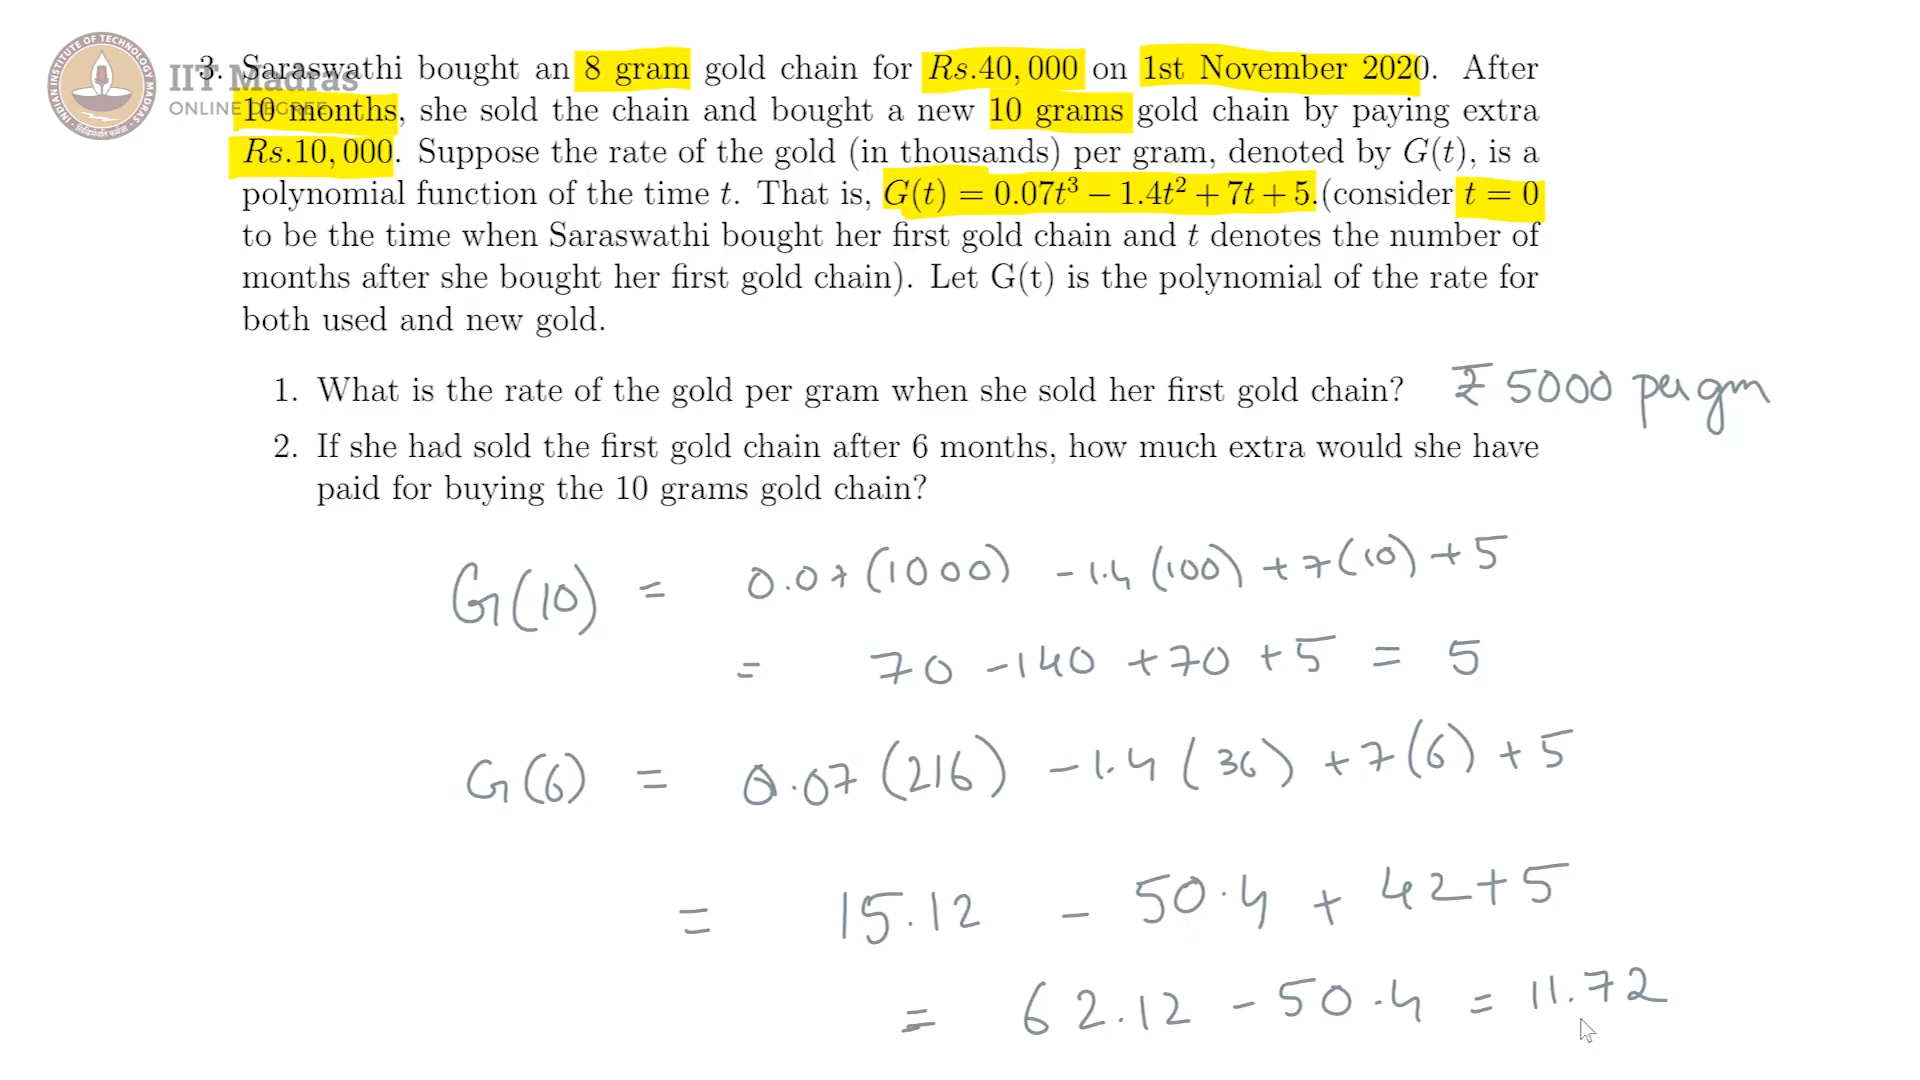 IIT Madras
ONLINE DEGREE
INDIAN INSTITUTE OF TECHNOLOGY MADRAS
सिद्धिर्भवति कर्मजा
3. Saraswathi bought an 8 gram gold chain for Rs.40,000 on 1st November 2020. After
10 months, she sold the chain and bought a new 10 grams gold chain by paying extra
Rs.10,000. Suppose the rate of the gold (in thousands) per gram, denoted by G(t), is a
polynomial function of the time t. That is, G(t) = 0.07t³ − 1.4t² + 7t + 5.(consider t = 0
to be the time when Saraswathi bought her first gold chain and t denotes the number of
months after she bought her first gold chain). Let G(t) is the polynomial of the rate for
both used and new gold.
1. What is the rate of the gold per gram when she sold her first gold chain? ₹ 5000 per gm
2. If she had sold the first gold chain after 6 months, how much extra would she have
paid for buying the 10 grams gold chain?
G(10) = 0.07(1000) - 1.4(100) + 7(10) + 5
= 70 - 140 + 70 + 5 = 5
G(6) = 0.07(216) - 1.4(36) + 7(6) + 5
= 15.12 - 50.4 + 42 + 5
= 62.12 - 50.4 = 11.72